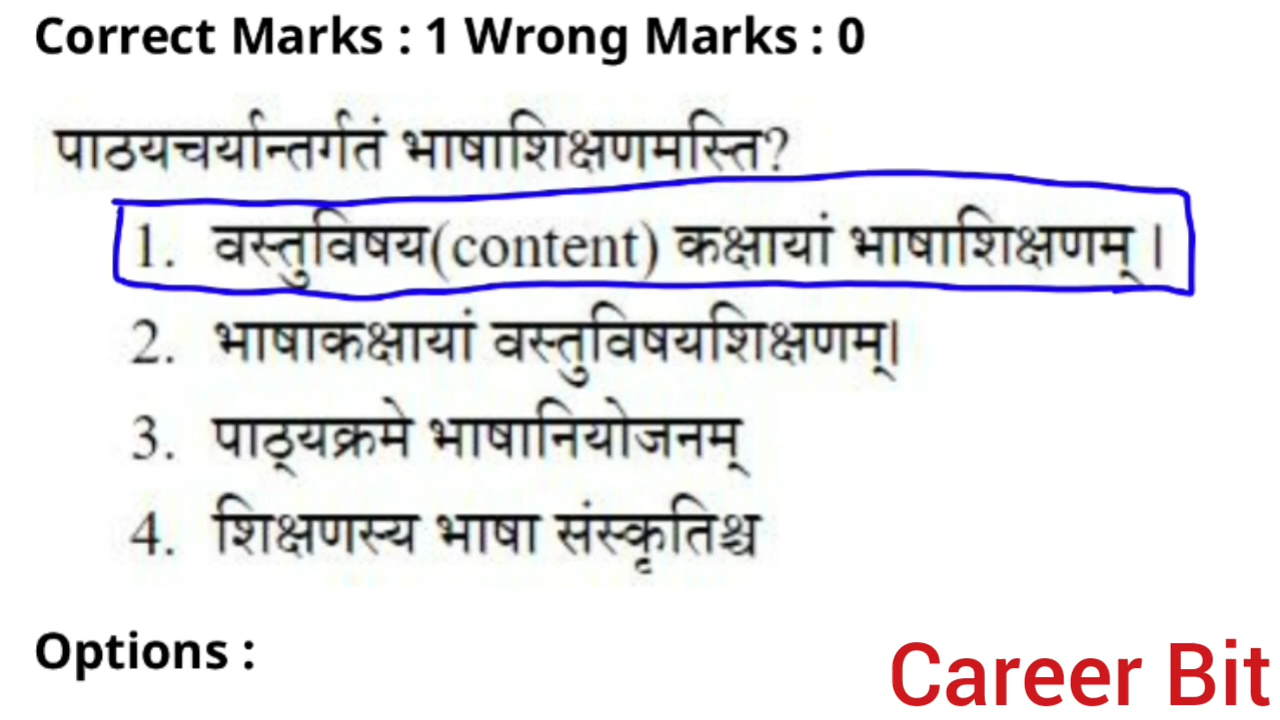 Correct Marks : 1 Wrong Marks : 0
पाठयचर्यान्तर्गतं भाषाशिक्षणमस्ति?
1. वस्तुविषय(content) कक्षायां भाषाशिक्षणम् ।
2. भाषाकक्षायां वस्तुविषयशिक्षणम्|
3. पाठ्यक्रमे भाषानियोजनम्
4. शिक्षणस्य भाषा संस्कृतिश्च
Options :
Career Bit